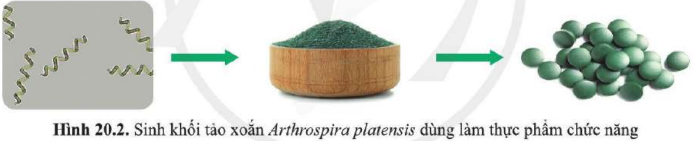 Hình 20.2. Sinh khối tảo xoắn Arthrospira platensis dùng làm thực phẩm chức năng